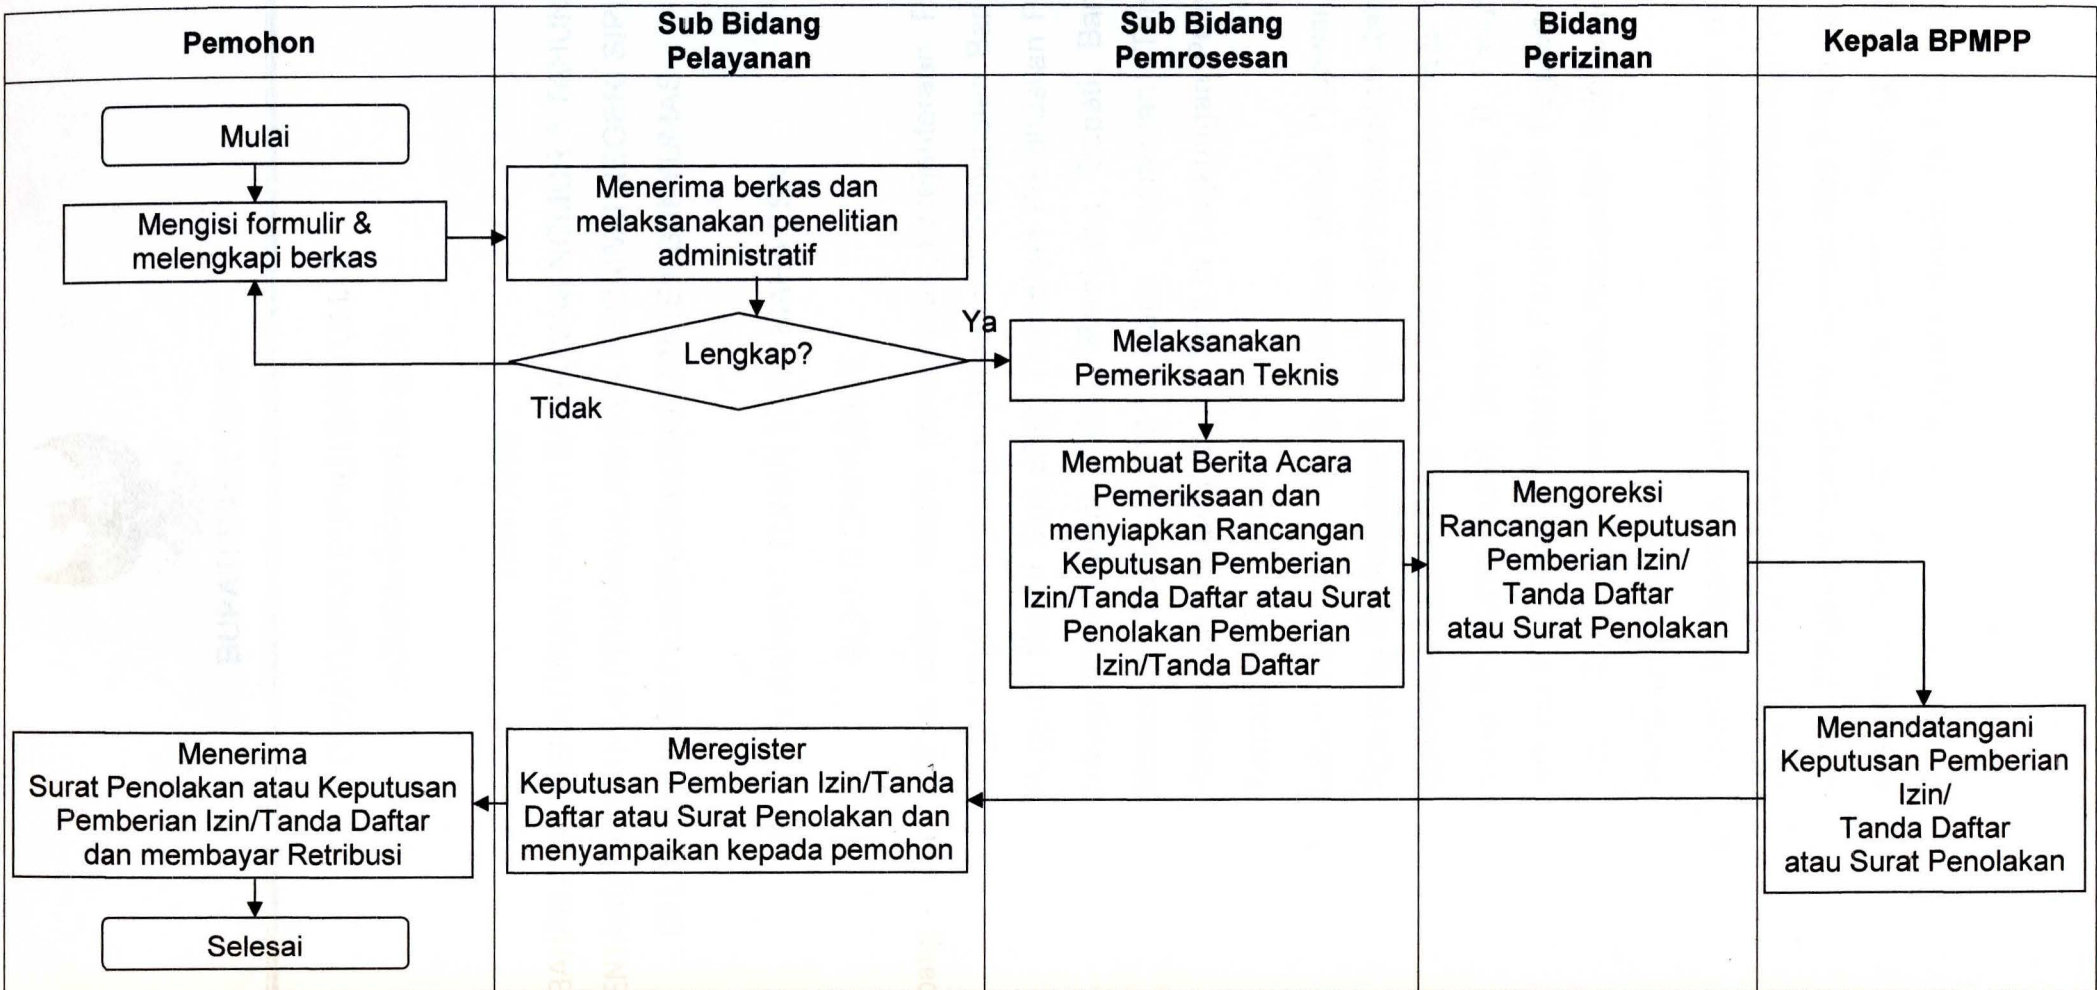 Pemohon
Sub Bidang
Pelayanan
Sub Bidang
Pemrosesan
Bidang
Perizinan
Kepala BPMPP
Mulai
Mengisi formulir &
melengkapi berkas
Menerima berkas dan
melaksanakan penelitian
administratif
Lengkap?
Ya
Tidak
Melaksanakan
Pemeriksaan Teknis
Membuat Berita Acara
Pemeriksaan dan
menyiapkan Rancangan
Keputusan Pemberian
Izin/Tanda Daftar atau Surat
Penolakan Pemberian
Izin/Tanda Daftar
Mengoreksi
Rancangan Keputusan
Pemberian Izin/
Tanda Daftar
atau Surat Penolakan
Menandatangani
Keputusan Pemberian
Izin/
Tanda Daftar
atau Surat Penolakan
Meregister
Keputusan Pemberian Izin/Tanda
Daftar atau Surat Penolakan dan
menyampaikan kepada pemohon
Menerima
Surat Penolakan atau Keputusan
Pemberian Izin/Tanda Daftar
dan membayar Retribusi
Selesai